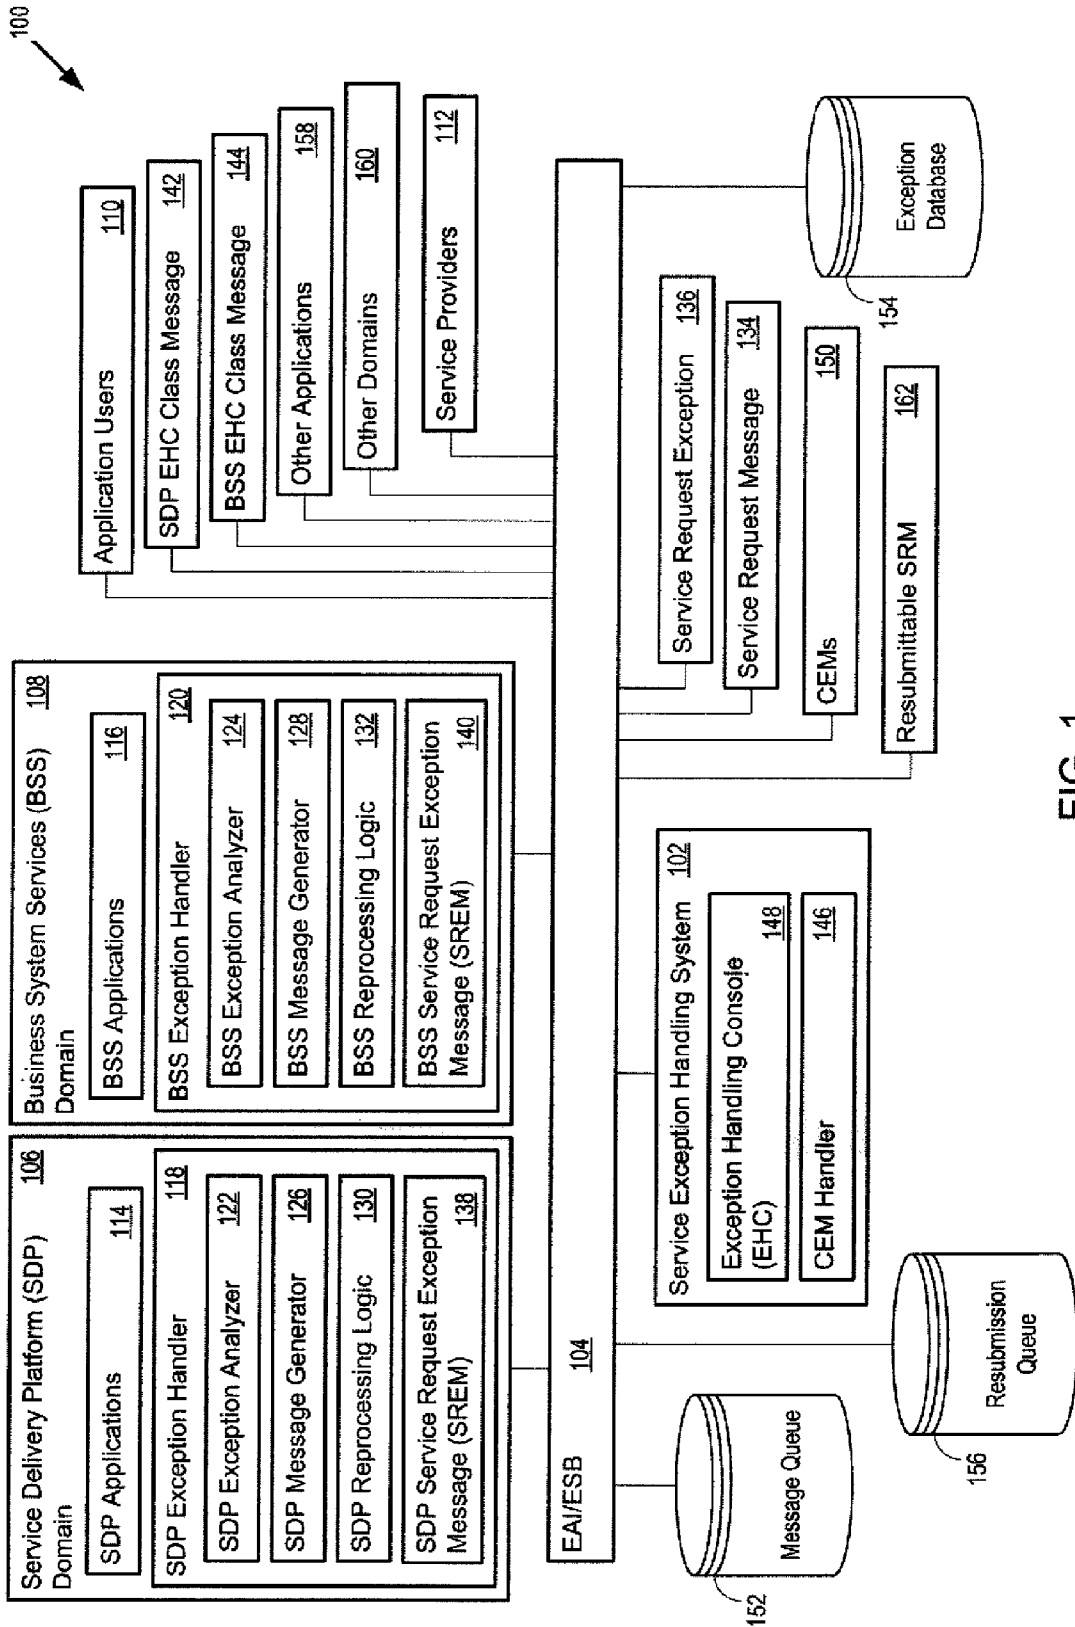 100
Service Delivery Platform (SDP) 106
Domain
SDP Applications 114
SDP Exception Handler 118
SDP Exception Analyzer 122
SDP Message Generator 126
SDP Reprocessing Logic 130
SDP Service Request Exception
Message (SREM) 138
Business System Services (BSS) 108
Domain
BSS Applications 116
BSS Exception Handler 120
BSS Exception Analyzer 124
BSS Message Generator 128
BSS Reprocessing Logic 132
BSS Service Request Exception
Message (SREM) 140
Application Users 110
SDP EHC Class Message 142
BSS EHC Class Message 144
Other Applications 158
Other Domains 160
Service Providers 112
EAI/ESB 104
152
Message Queue
156
Resubmission
Queue
Service Exception Handling System 102
Exception Handling Console
(EHC) 148
CEM Handler 146
Service Request Exception 136
Service Request Message 134
CEMs 150
Resubmittable SRM 162
154
Exception
Database
FIG. 1